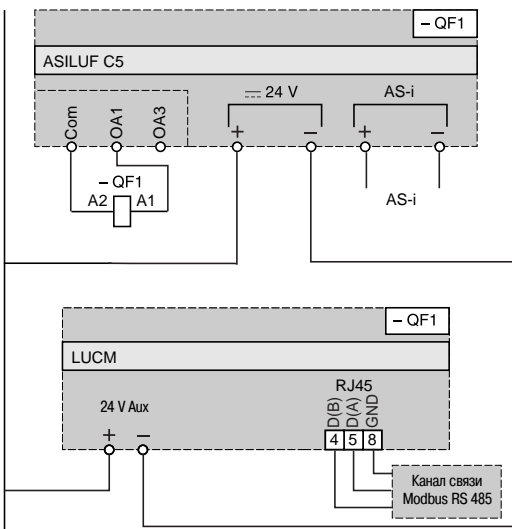 – QF1
ASILUF C5
24 V
AS-i
Com
OA1
OA3
+
–
+
–
– QF1
A2
A1
AS-i
– QF1
LUCM
RJ45
24 V Aux
D(B)
D(A)
GND
+
–
4 5 8
Канал связи
Modbus RS 485